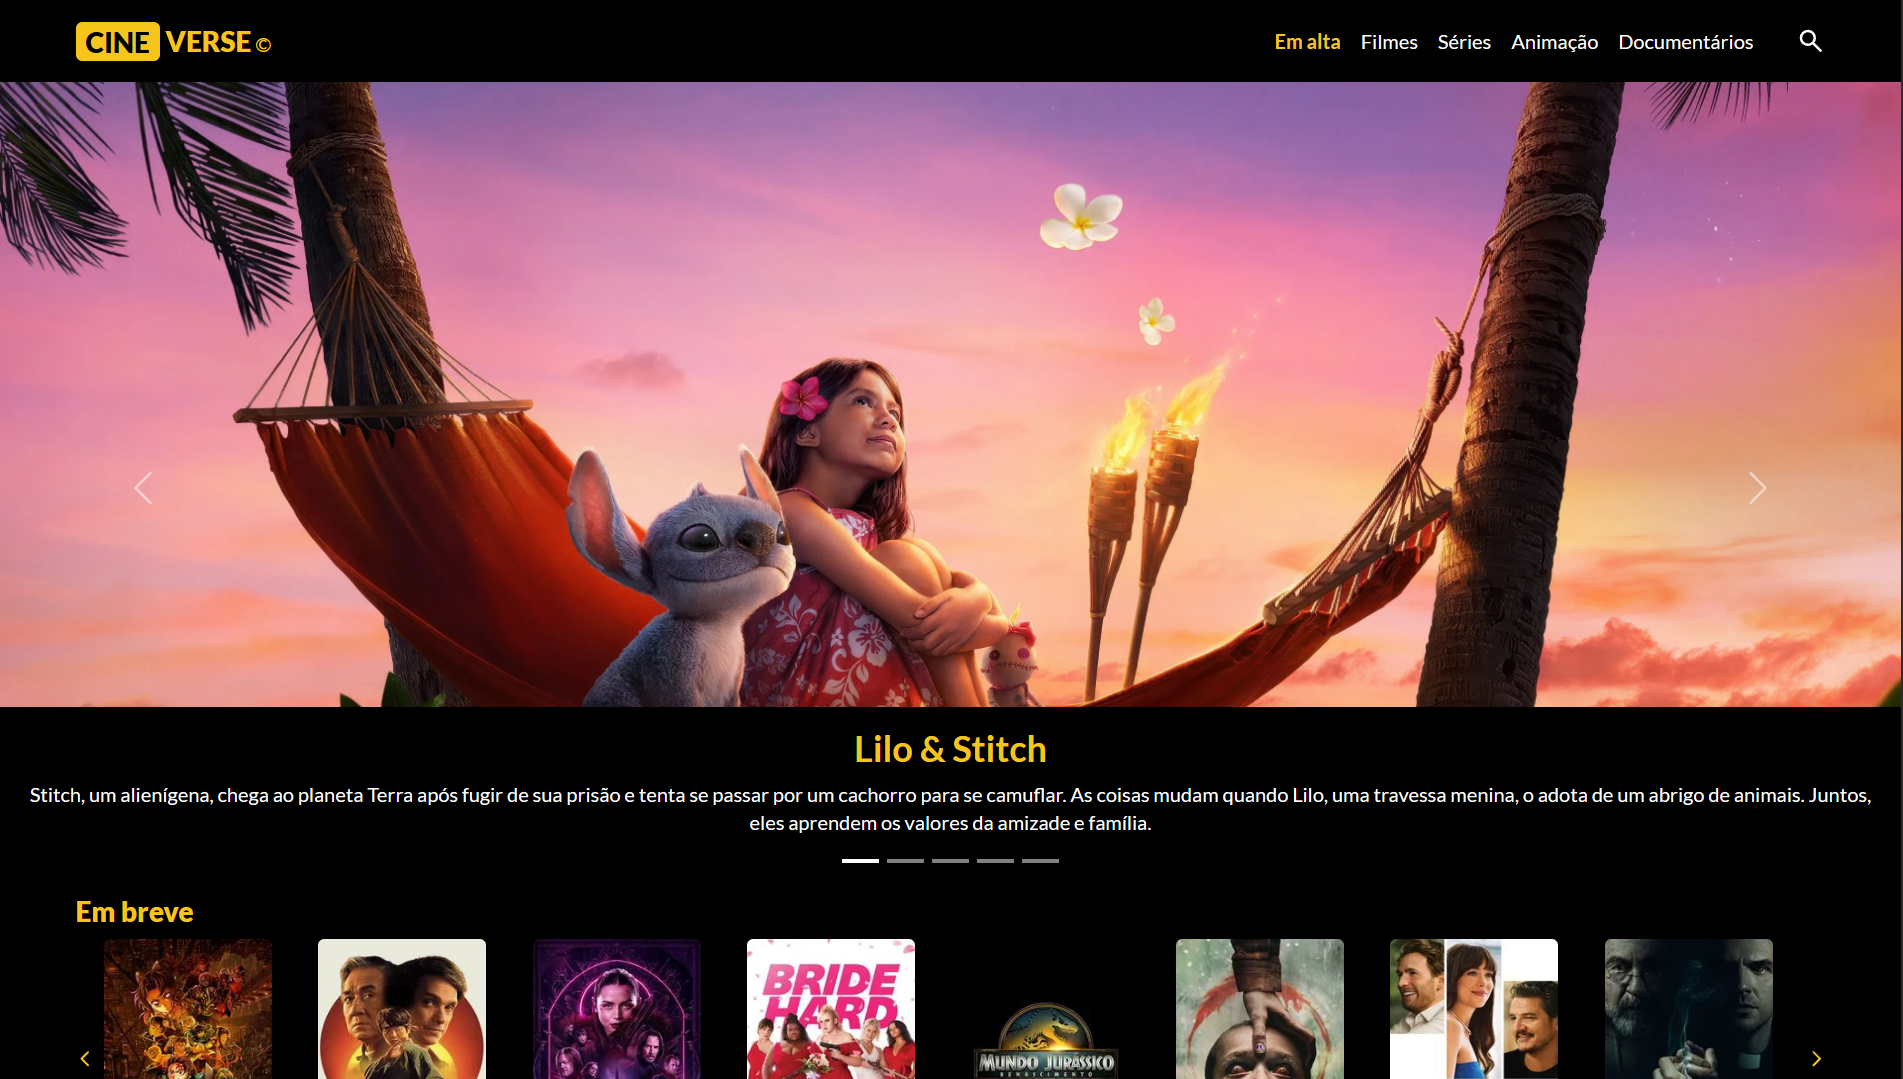 CINE VERSE ©
Em alta Filmes Séries Animação Documentários
Lilo & Stitch
Stitch, um alienígena, chega ao planeta Terra após fugir de sua prisão e tenta se passar por um cachorro para se camuflar. As coisas mudam quando Lilo, uma travessa menina, o adota de um abrigo de animais. Juntos,
eles aprendem os valores da amizade e família.
Em breve
BRIDE
HARD
MUNDO JURÁSSICO
RENASCIMENTO